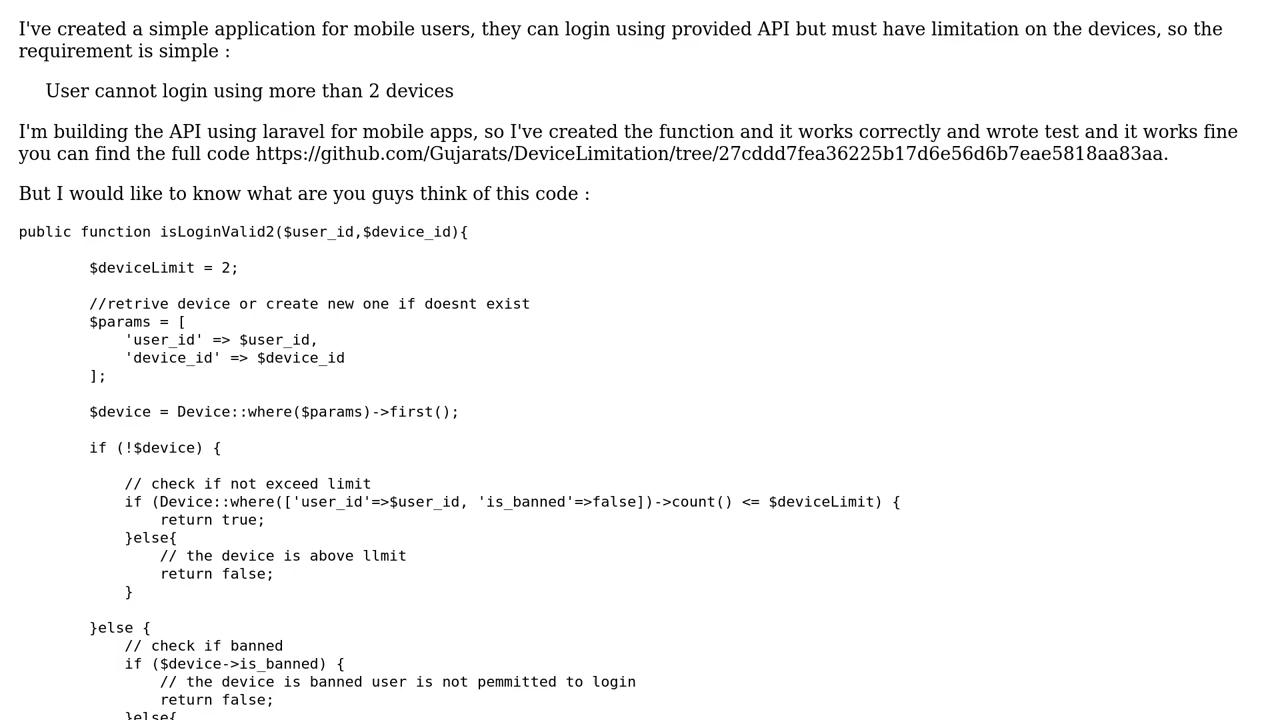 I've created a simple application for mobile users, they can login using provided API but must have limitation on the devices, so the
requirement is simple :
User cannot login using more than 2 devices
I'm building the API using laravel for mobile apps, so I've created the function and it works correctly and wrote test and it works fine
you can find the full code https://github.com/Gujarats/DeviceLimitation/tree/27cddd7fea36225b17d6e56d6b7eae5818aa83aa.
But I would like to know what are you guys think of this code :
public function isLoginValid2($user_id,$device_id){
$deviceLimit = 2;
//retrive device or create new one if doesnt exist
$params = [
'user_id' => $user_id,
'device_id' => $device_id
];
$device = Device::where($params)->first();
if (!$device) {
// check if not exceed limit
if (Device::where(['user_id'=>$user_id, 'is_banned'=>false])->count() <= $deviceLimit) {
return true;
}else{
// the device is above llmit
return false;
}
}else {
// check if banned
if ($device->is_banned) {
// the device is banned user is not pemmitted to login
return false;
}else{